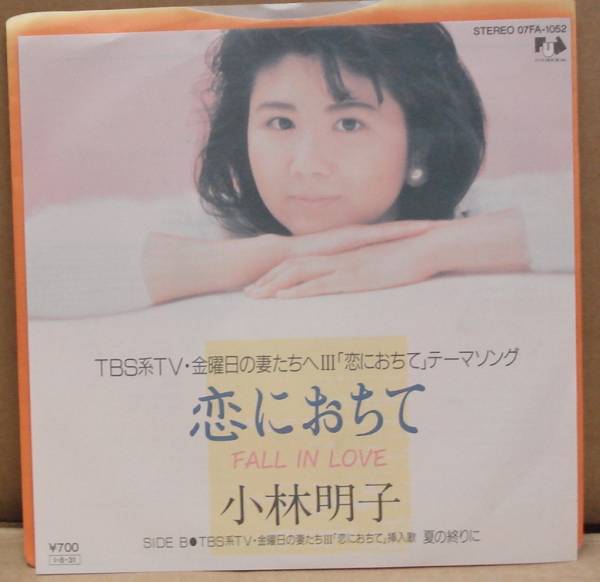 STEREO 07FA-1052
FUN
TBS系TV・金曜日の妻たちへIII「恋におちて」テーマソング
恋におちて
FALL IN LOVE
小林明子
¥700
SIDE B●TBS系TV・金曜日の妻たちIII「恋におちて」挿入歌 夏の終りに